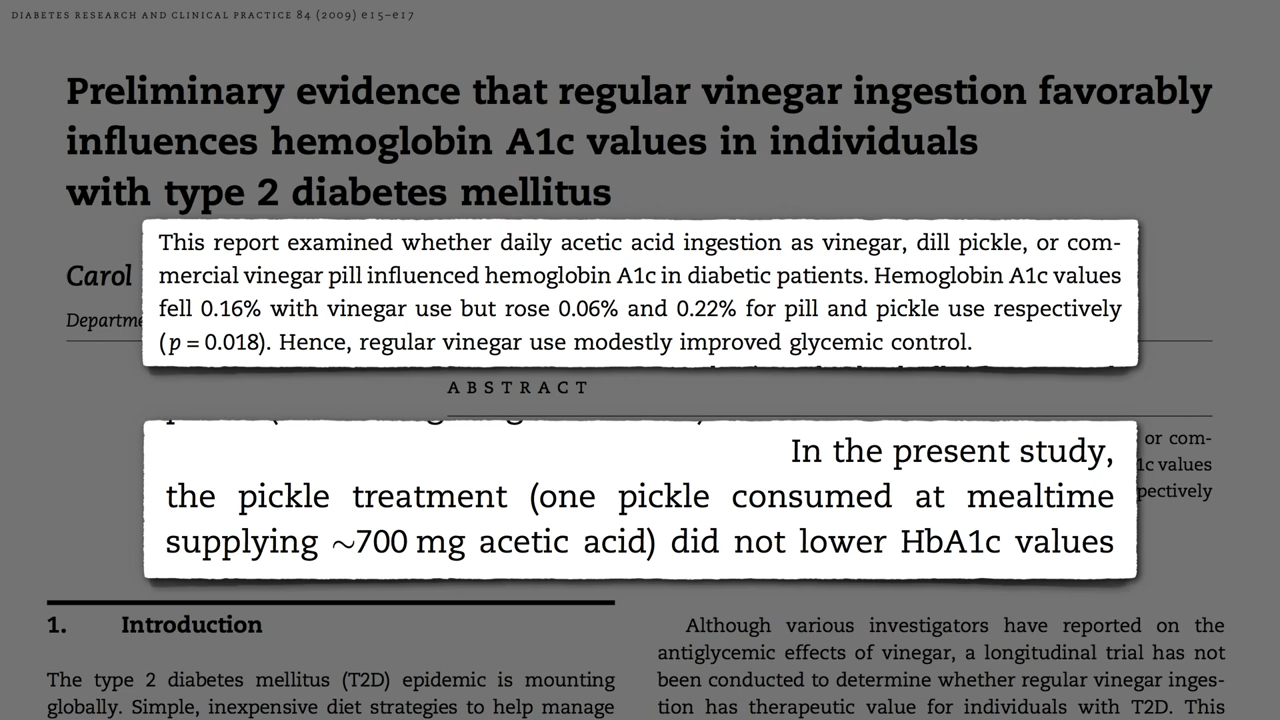 DIABETES RESEARCH AND CLINICAL PRACTICE 84 (2009) e15–e17
Preliminary evidence that regular vinegar ingestion favorably
influences hemoglobin A1c values in individuals
with type 2 diabetes mellitus
This report examined whether daily acetic acid ingestion as vinegar, dill pickle, or com-
mercial vinegar pill influenced hemoglobin A1c in diabetic patients. Hemoglobin A1c values
fell 0.16% with vinegar use but rose 0.06% and 0.22% for pill and pickle use respectively
(p = 0.018). Hence, regular vinegar use modestly improved glycemic control.
Carol
Departme
ABSTRACT
or com-
1c values
pectively
In the present study,
the pickle treatment (one pickle consumed at mealtime
supplying ~700 mg acetic acid) did not lower HbA1c values
1. Introduction
The type 2 diabetes mellitus (T2D) epidemic is mounting
globally. Simple, inexpensive diet strategies to help manage
Although various investigators have reported on the
antiglycemic effects of vinegar, a longitudinal trial has not
been conducted to determine whether regular vinegar inges-
tion has therapeutic value for individuals with T2D. This